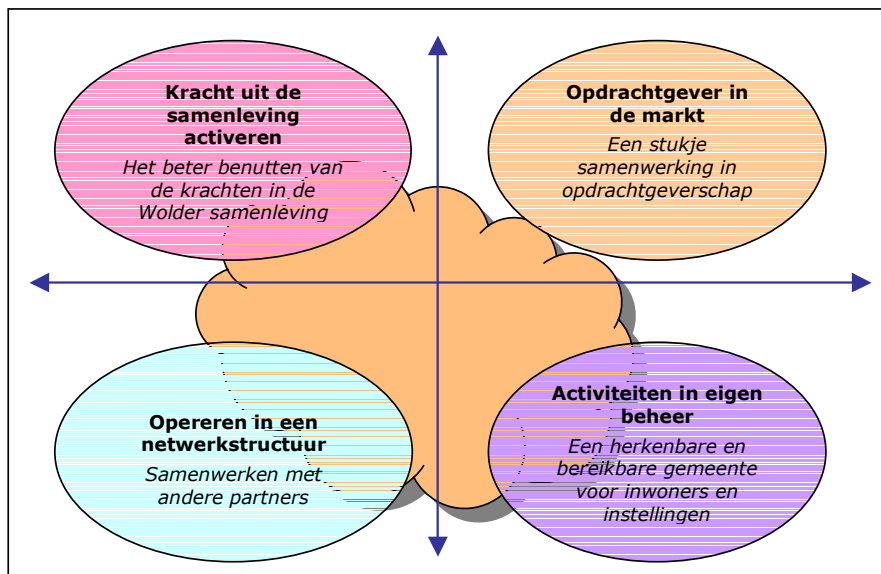 Kracht uit de
samenleving
activeren
Het beter benutten van
de krachten in de
Wolder samenleving
Opdrachtgever in
de markt
Een stukje
samenwerking in
opdrachtgeverschap
Opereren in een
netwerkstructuur
Samenwerken met
andere partners
Activiteiten in eigen
beheer
Een herkenbare en
bereikbare gemeente
voor inwoners en
instellingen